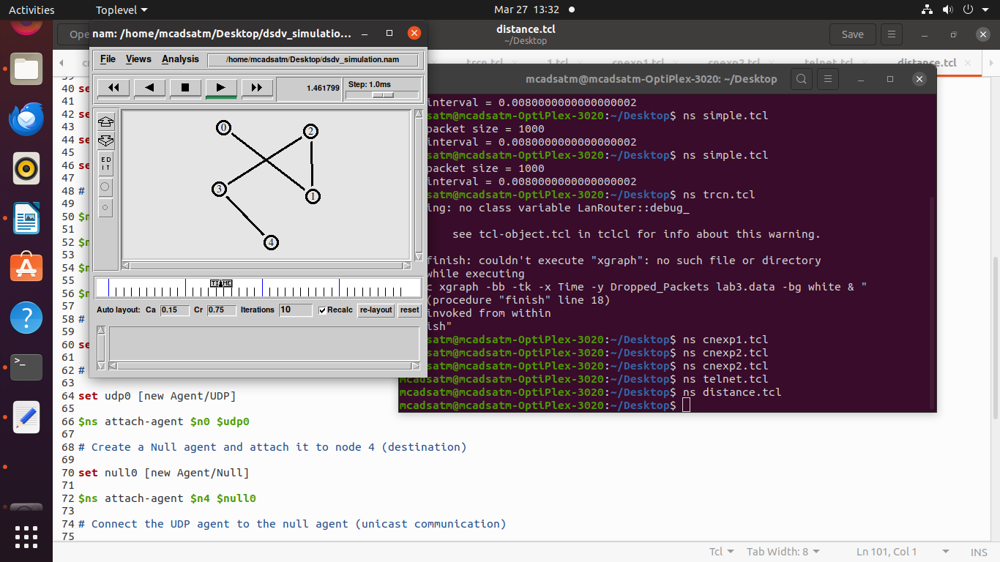 Activities
Toplevel
Mar 27 13:32
Ope
distance.tcl
~/Desktop
Save
trcn.tcl
1.tcl
cnexp1.tcl
cnexp2.tcl
telnet.tcl
distance.tcl
nam: /home/mcadsatm/Desktop/dsdv_simulatio...
File Views Analysis
/home/mcadsatm/Desktop/dsdv_simulation.nam
1.461799
Step: 1.0ms
ED
IT
0
2
3
1
4
TIME
Auto layout: Ca 0.15 Cr 0.75 Iterations 10 Recalc re-layout reset
mcadsatm@mcadsatm-OptiPlex-3020: ~/Desktop
interval = 0.0080000000000000002
satm@mcadsatm-OptiPlex-3020:~/Desktop$ ns simple.tcl
packet size = 1000
interval = 0.0080000000000000002
satm@mcadsatm-OptiPlex-3020:~/Desktop$ ns simple.tcl
packet size = 1000
interval = 0.0080000000000000002
satm@mcadsatm-OptiPlex-3020:~/Desktop$ ns trcn.tcl
ing: no class variable LanRouter::debug_
see tcl-object.tcl in tclcl for info about this warning.
finish: couldn't execute "xgraph": no such file or directory
while executing
c xgraph -bb -tk -x Time -y Dropped_Packets lab3.data -bg white & "
(procedure "finish" line 18)
invoked from within
ish"
satm@mcadsatm-OptiPlex-3020:~/Desktop$ ns cnexp1.tcl
satm@mcadsatm-OptiPlex-3020:~/Desktop$ ns cnexp2.tcl
satm@mcadsatm-OptiPlex-3020:~/Desktop$ ns cnexp2.tcl
mcadsatm@mcadsatm-OptiPlex-3020:~/Desktop$ ns telnet.tcl
mcadsatm@mcadsatm-OptiPlex-3020:~/Desktop$ ns distance.tcl
mcadsatm@mcadsatm-OptiPlex-3020:~/Desktop$
39
40 se
41
42 se
43
44 se
45
46 se
47
48 #
49
50 $n
51
52 $n
53
54 $n
55
56 $n
57
58 #
59
60 se
61
62 #
63
64 set udp0 [new Agent/UDP]
65
66 $ns attach-agent $n0 $udp0
67
68 # Create a Null agent and attach it to node 4 (destination)
69
70 set null0 [new Agent/Null]
71
72 $ns attach-agent $n4 $null0
73
74 # Connect the UDP agent to the null agent (unicast communication)
75
Tcl
Tab Width: 8
Ln 101, Col 1
INS